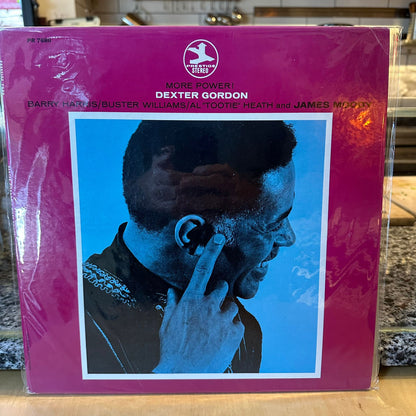 PR 7680
PRESTIGE
STEREO
MORE POWER!
DEXTER GORDON
BARRY HARRIS/BUSTER WILLIAMS/AL 'TOOTIE' HEATH and JAMES MOODY